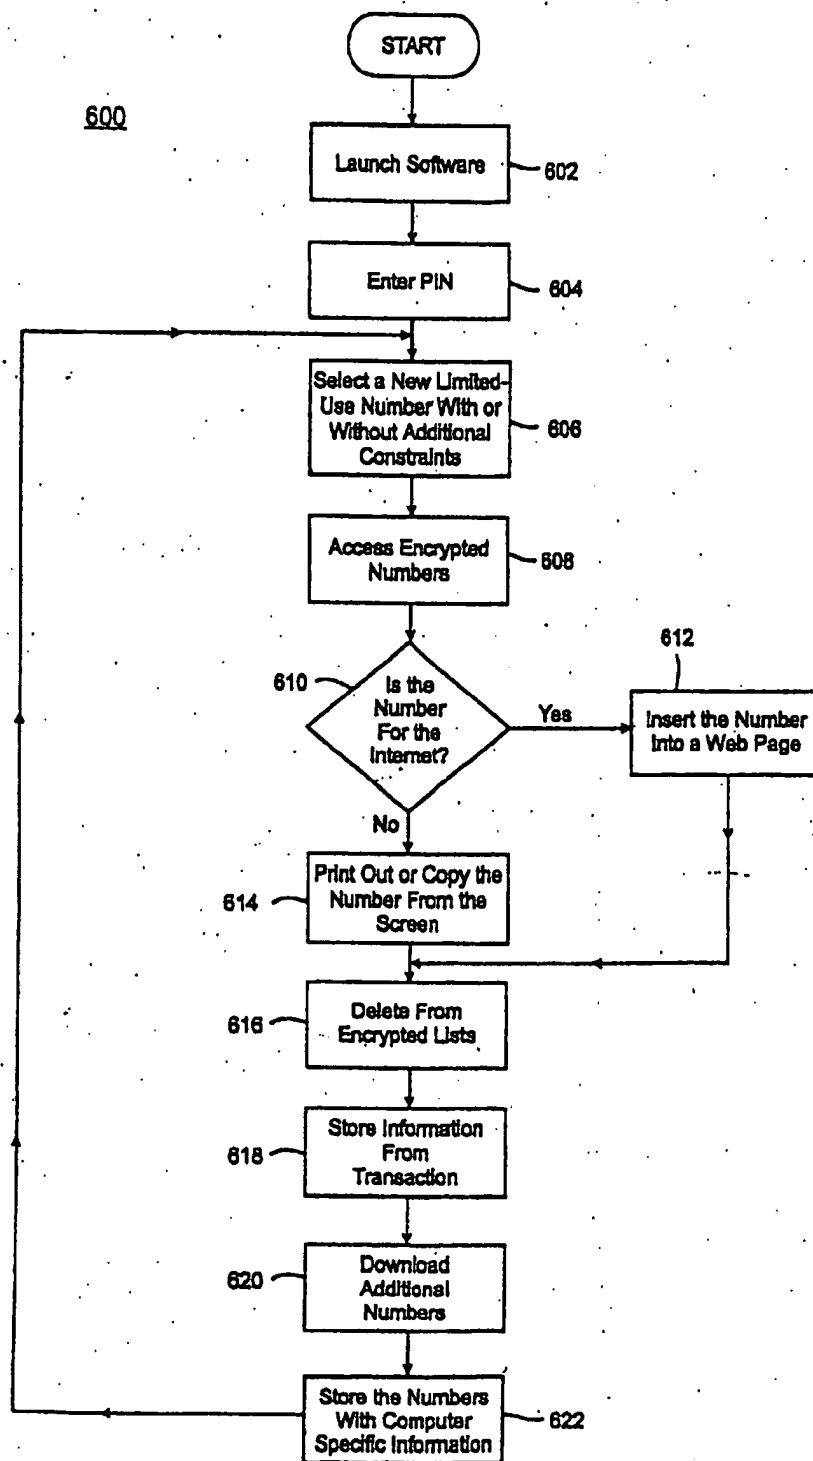 START
600
Launch Software
602
Enter PIN
604
Select a New Limited-
Use Number With or
Without Additional
Constraints
606
Access Encrypted
Numbers
608
610
Is the
Number
For the
Internet?
Yes
612
Insert the Number
Into a Web Page
No
614
Print Out or Copy the
Number From the
Screen
616
Delete From
Encrypted Lists
618
Store Information
From
Transaction
620
Download
Additional
Numbers
Store the Numbers
With Computer
Specific Information
622